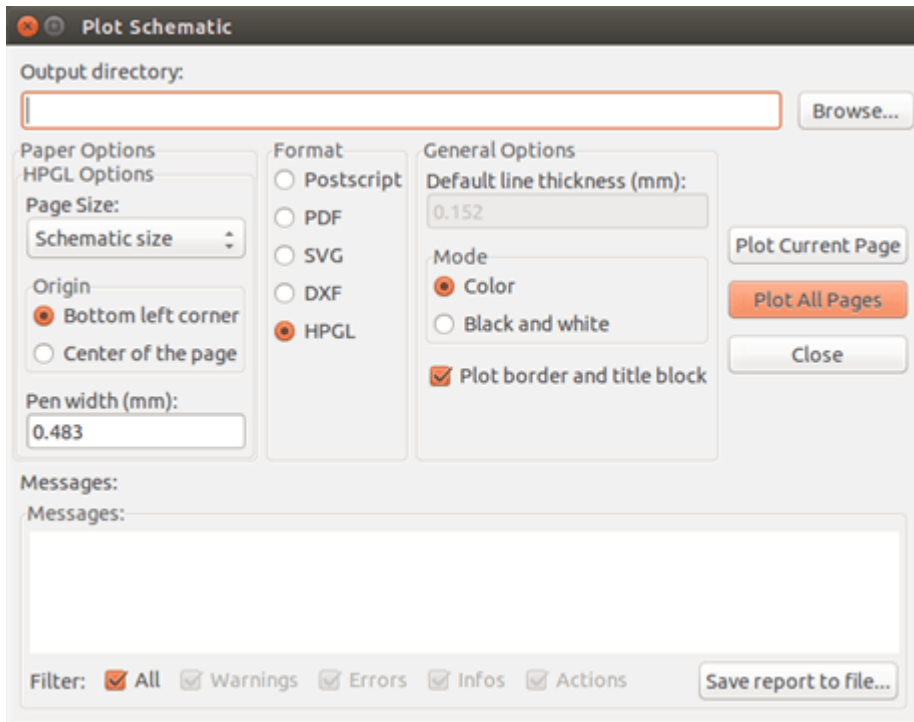 Plot Schematic
Output directory:
Browse...
Paper Options
HPGL Options
Page Size:
Schematic size
Origin
Bottom left corner
Center of the page
Pen width (mm):
0.483
Format
Postscript
PDF
SVG
DXF
HPGL
General Options
Default line thickness (mm):
0.152
Mode
Color
Black and white
Plot border and title block
Plot Current Page
Plot All Pages
Close
Messages:
Messages:
Filter: All Warnings Errors Infos Actions
Save report to file...